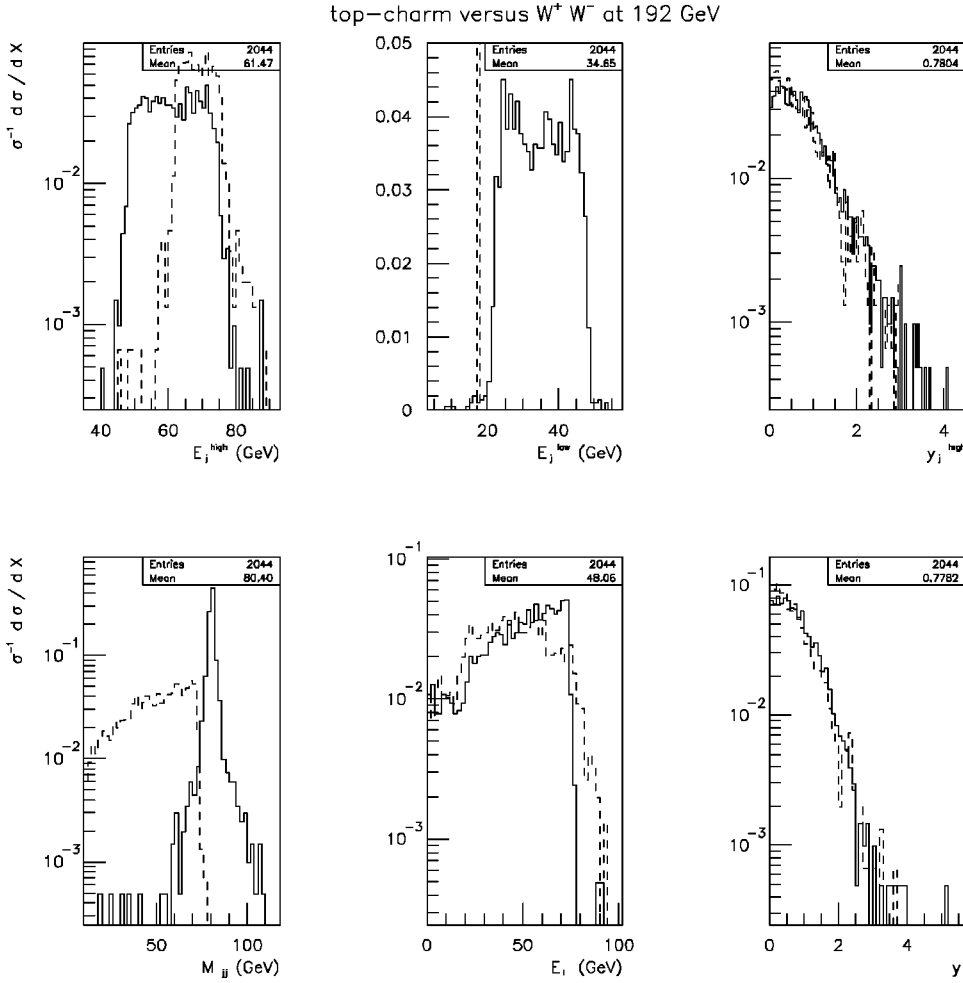 top-charm versus W+ W- at 192 GeV
σ⁻¹ d σ / d X
Entries 2044
Mean 61.47
10⁻²
10⁻³
40 60 80
E_j^high (GeV)
Entries 2044
Mean 34.65
0.05
0.04
0.03
0.02
0.01
0
20 40
E_j^low (GeV)
Entries 2044
Mean 0.7804
10⁻²
10⁻³
0 2 4
y_j^high
σ⁻¹ d σ / d X
Entries 2044
Mean 80.40
10⁻¹
10⁻²
10⁻³
50 100
M_jj (GeV)
Entries 2044
Mean 48.06
10⁻¹
10⁻²
10⁻³
0 50 100
E_l (GeV)
Entries 2044
Mean 0.7782
10⁻¹
10⁻²
10⁻³
0 2 4
y